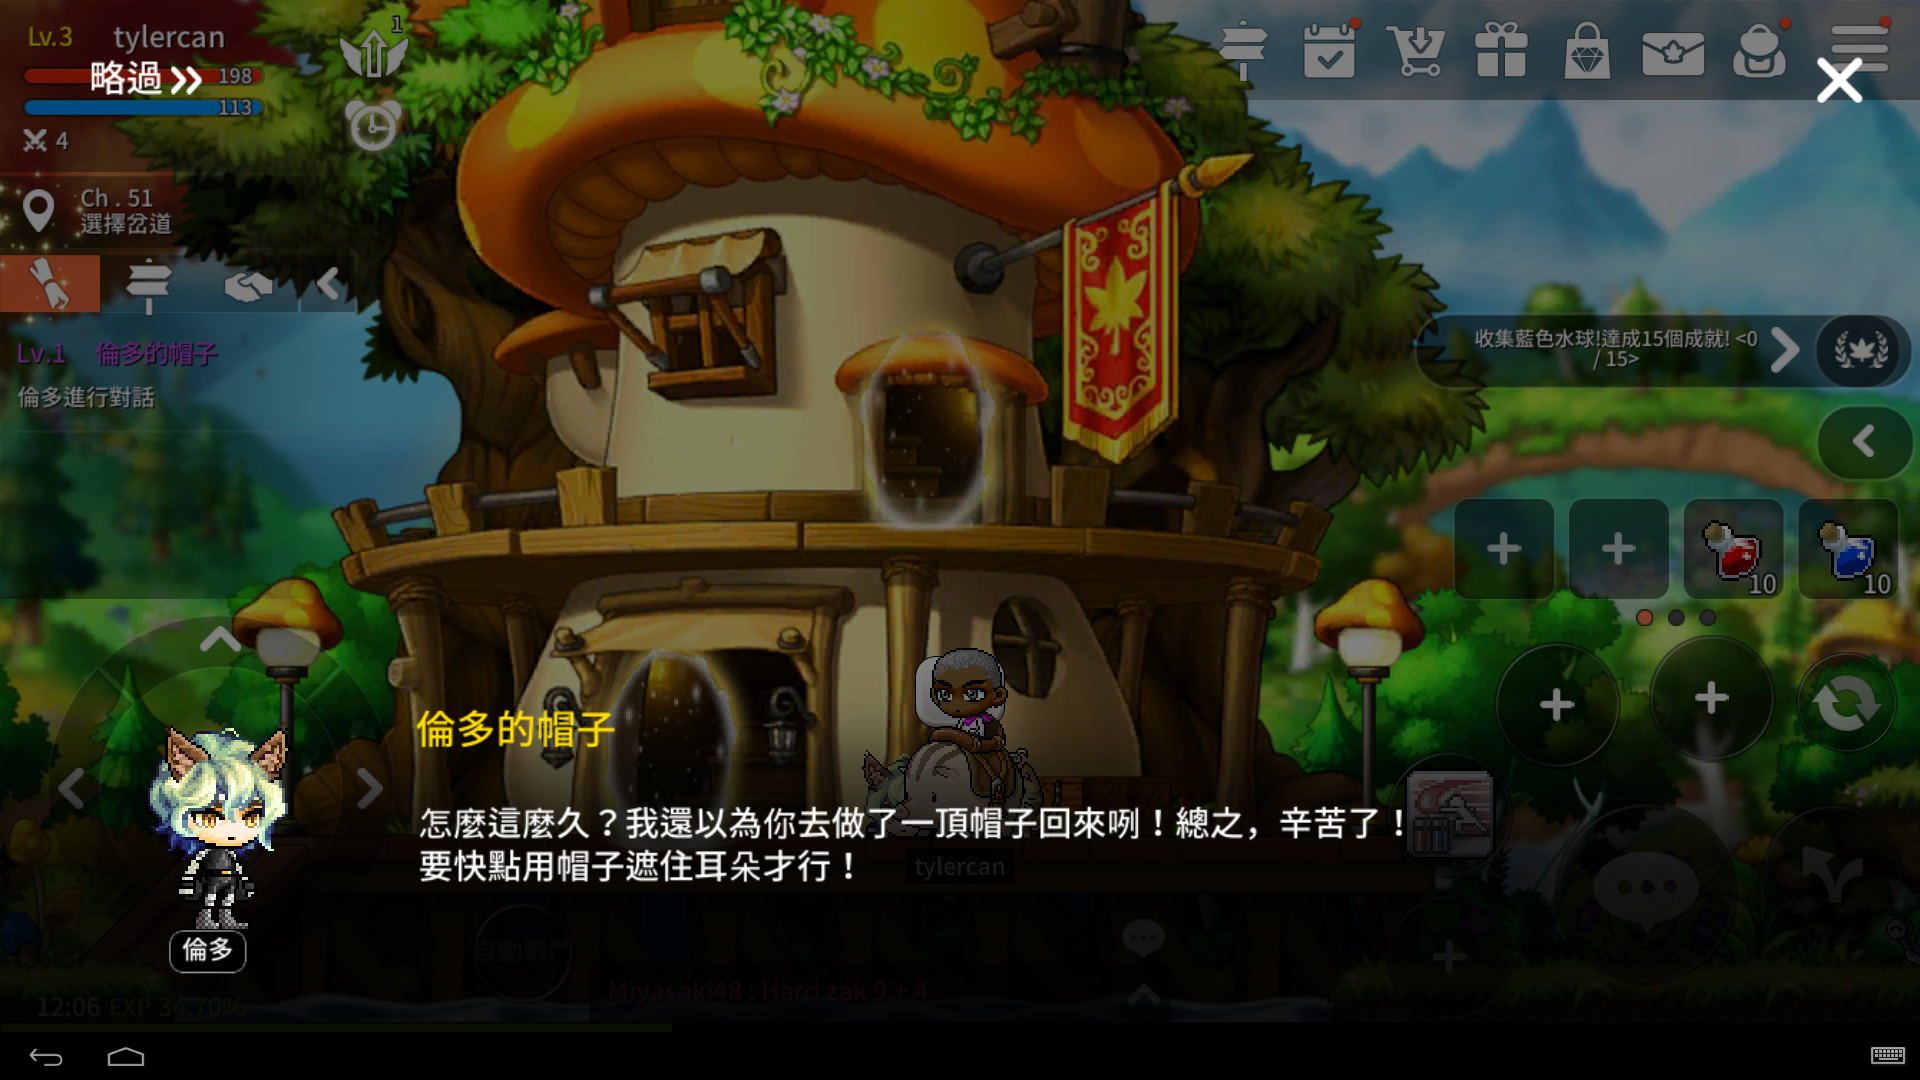 Lv.3 tylercan
略過
198
113
4
1
Ch . 51
選擇岔道
Lv.1 倫多的帽子
倫多進行對話
收集藍色水球!達成15個成就! <0
/ 15>
10
10
倫多的帽子
怎麼這麼久？我還以為你去做了一頂帽子回來咧！總之，辛苦了！
要快點用帽子遮住耳朵才行！
tylercan
倫多
自動戰鬥
Miyasaki48 : Hard zak 9'+ 4
12:06 EXP 34.70%